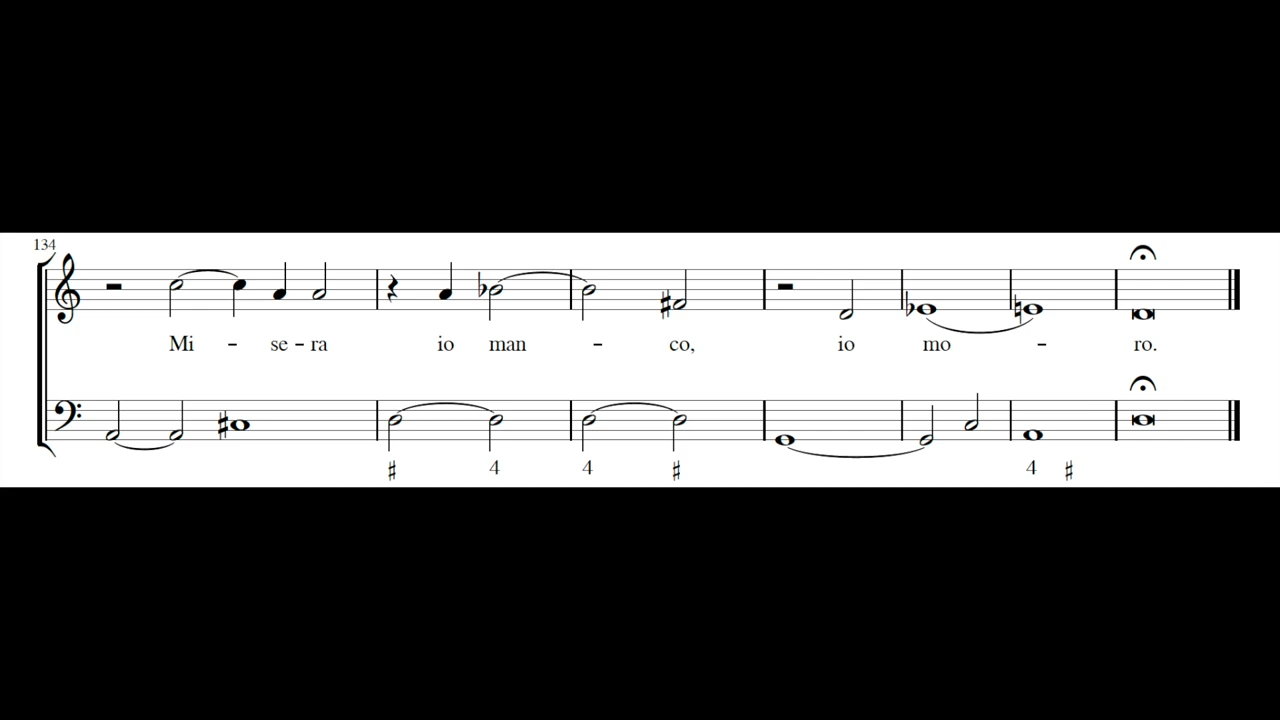 134
Mi - se - ra io man - co, io mo - ro.
♯ 4 4 ♯ 4 ♯